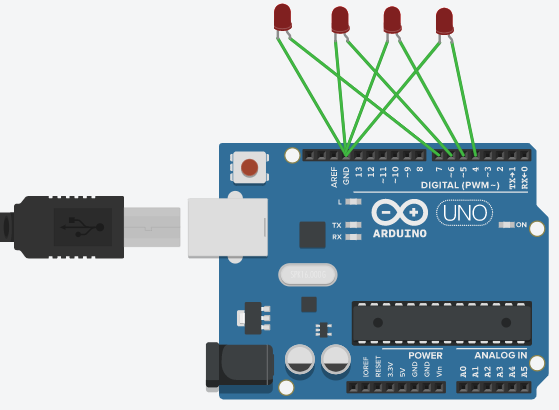 AREF
GND
13
12
~11
~10
~9
8
7
~6
~5
4
~3
2
TX→1
RX←0
DIGITAL (PWM~)
L
TX
RX
ARDUINO
UNO
ON
IOREF
RESET
3.3V
5V
GND
GND
Vin
POWER
ANALOG IN
A0
A1
A2
A3
A4
A5